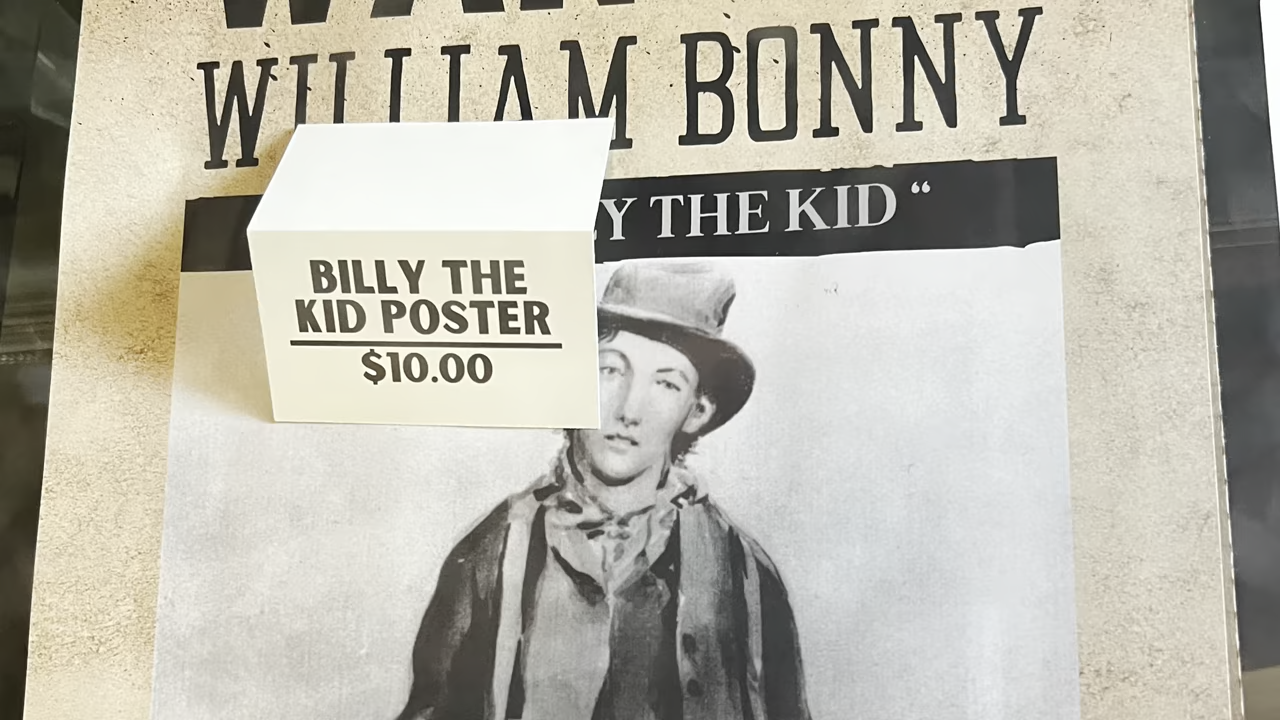 WILLIAM BONNY
THE KID “
BILLY THE
KID POSTER
$10.00